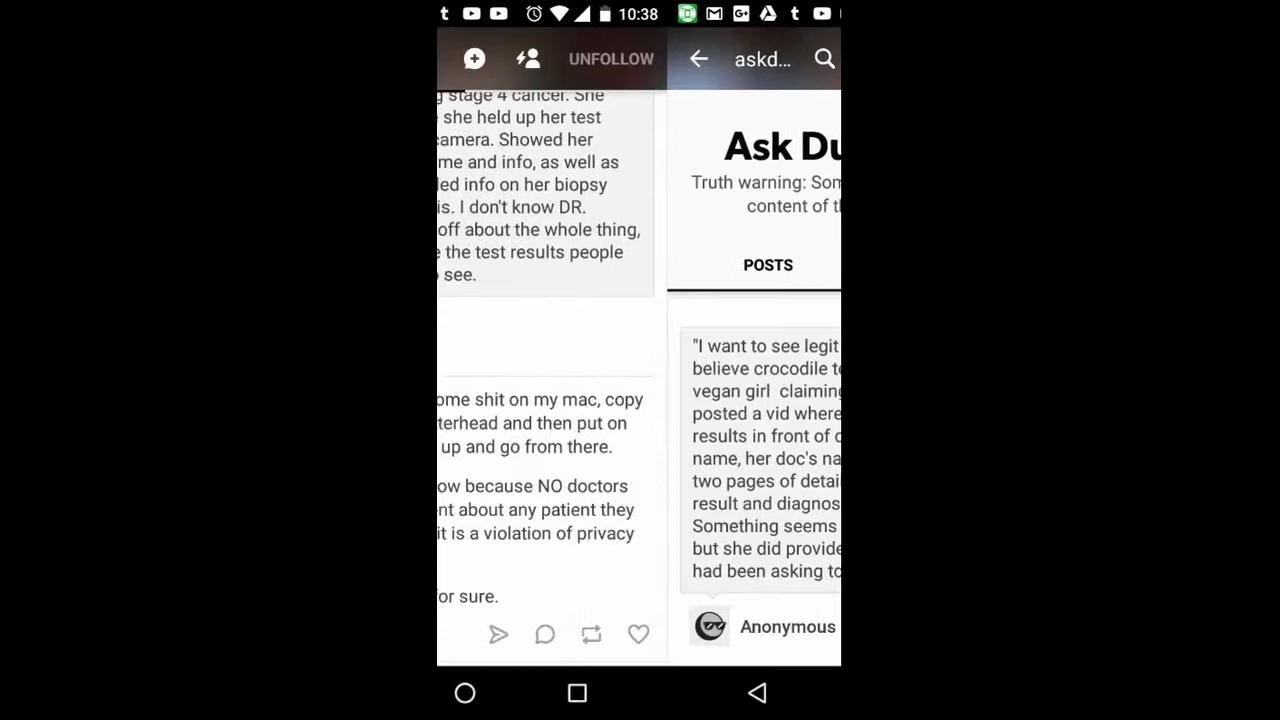 10:38
UNFOLLOW
g stage 4 cancer. She
she held up her test
camera. Showed her
me and info, as well as
led info on her biopsy
is. I don't know DR.
off about the whole thing,
e the test results people
see.
ome shit on my mac, copy
terhead and then put on
up and go from there.
ow because NO doctors
nt about any patient they
it is a violation of privacy
or sure.
askd...
Ask Du
Truth warning: Som
content of th
POSTS
"I want to see legit
believe crocodile te
vegan girl claiming
posted a vid where
results in front of c
name, her doc's na
two pages of detai
result and diagnos
Something seems
but she did provide
had been asking to
Anonymous